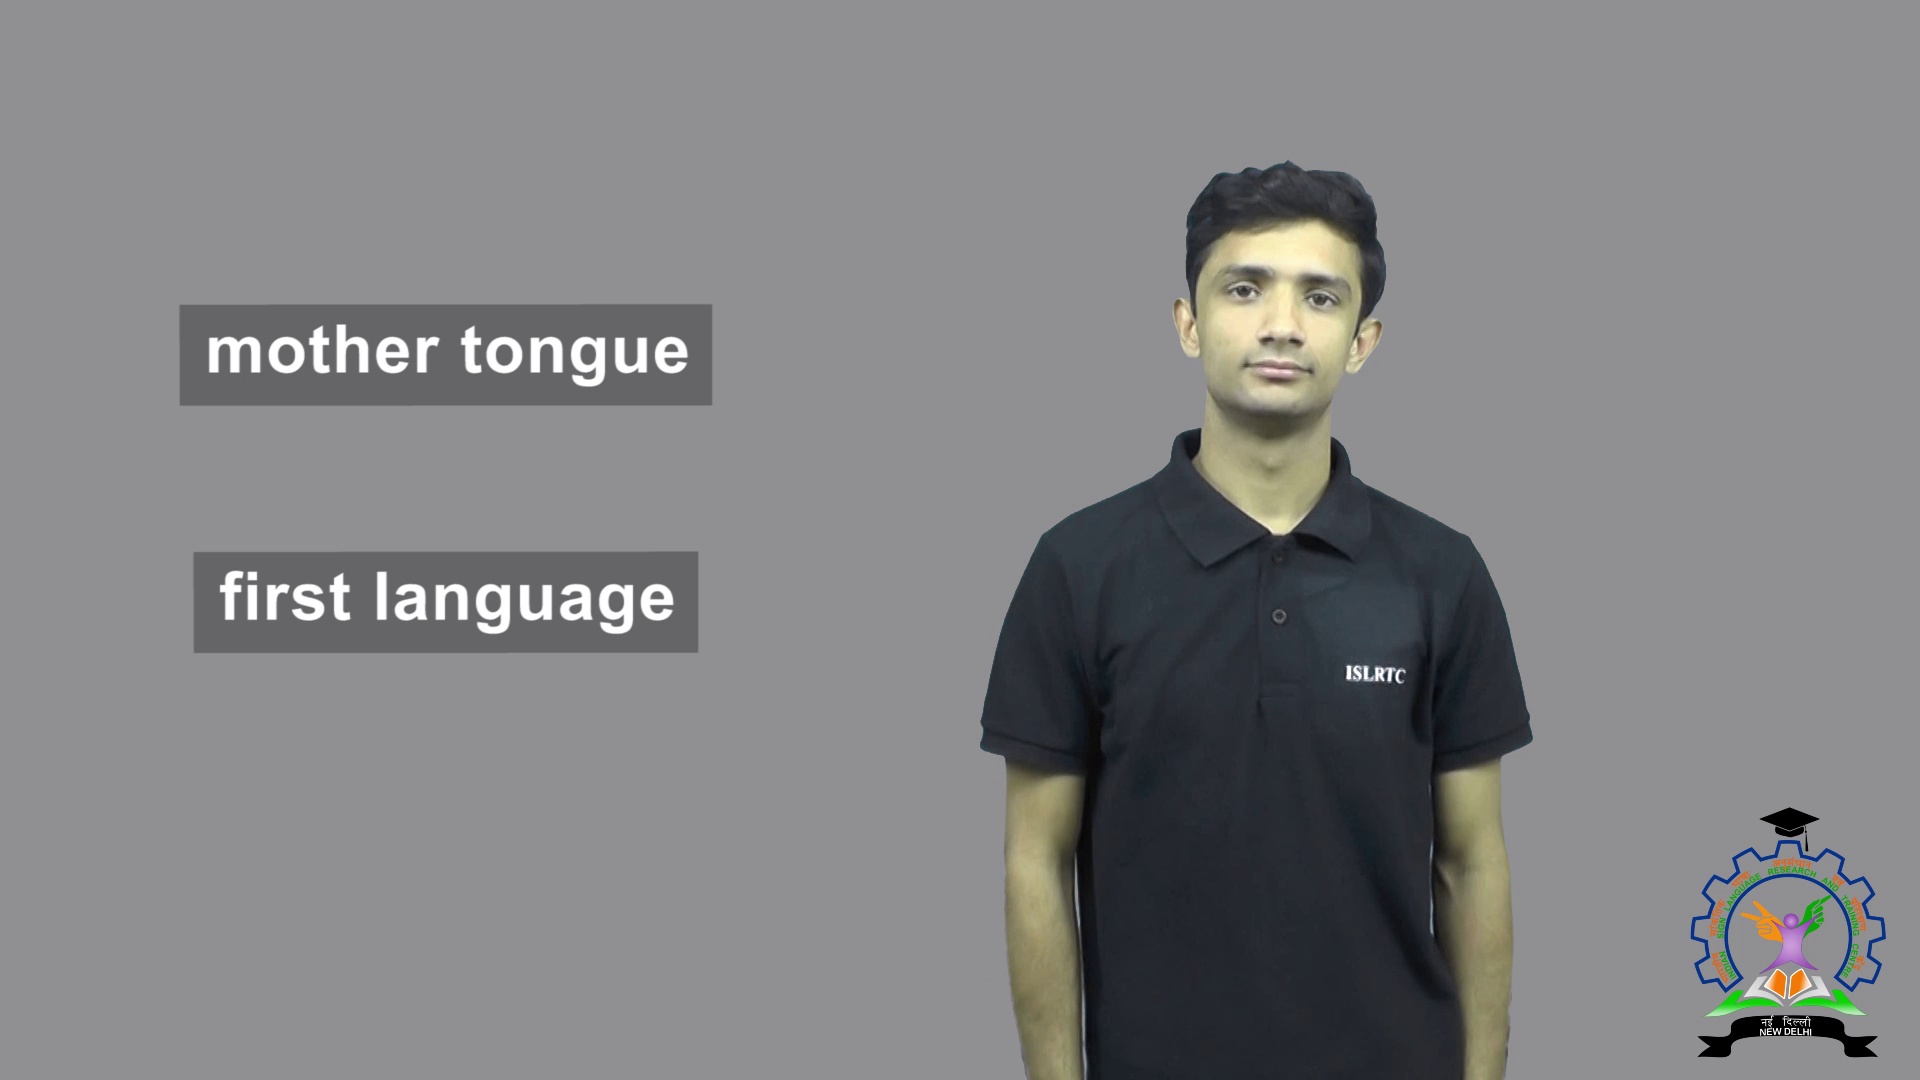 mother tongue
first language
ISLRTC
INDIAN SIGN LANGUAGE RESEARCH AND TRAINING CENTRE
नई दिल्ली
NEW DELHI